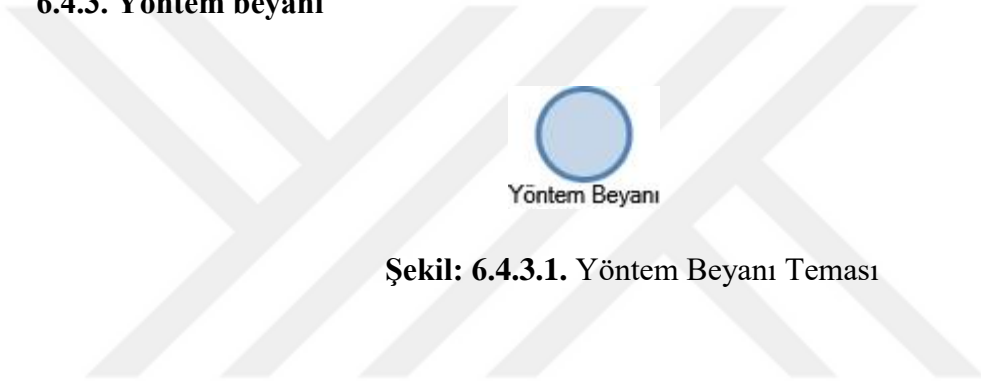 6.4.3. Yöntem beyanı
Yöntem Beyanı
Şekil: 6.4.3.1. Yöntem Beyanı Teması